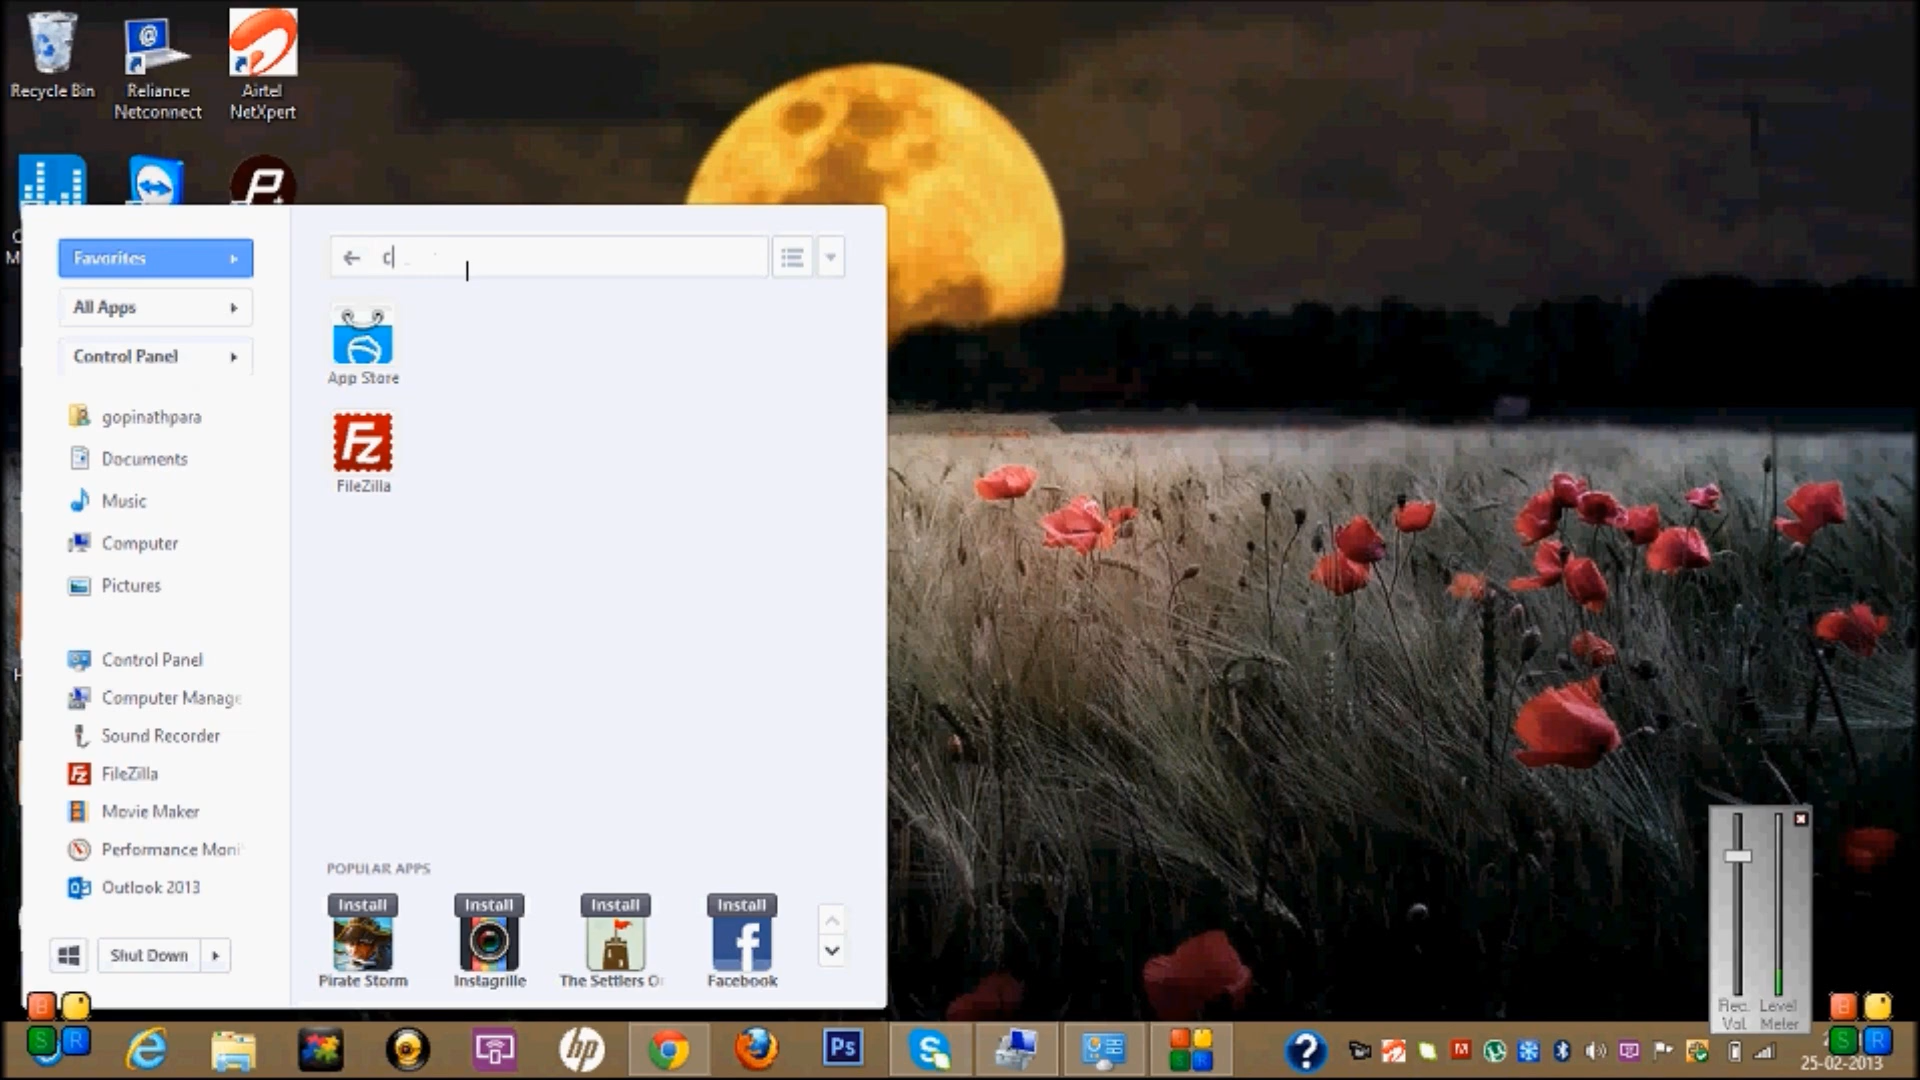 Recycle Bin
Reliance
Netconnect
Airtel
NetXpert
Favorites
c
All Apps
Control Panel
App Store
gopinathpara
Documents
FileZilla
Music
Computer
Pictures
Control Panel
Computer Manage
Sound Recorder
FileZilla
Movie Maker
Performance Moni
Outlook 2013
POPULAR APPS
Install
Install
Install
Install
Pirate Storm
Instagrille
The Settlers O
Facebook
Shut Down
Rec. Level
Vol. Meter
B
S R
hp
Ps
?
B
S R
25-02-2013